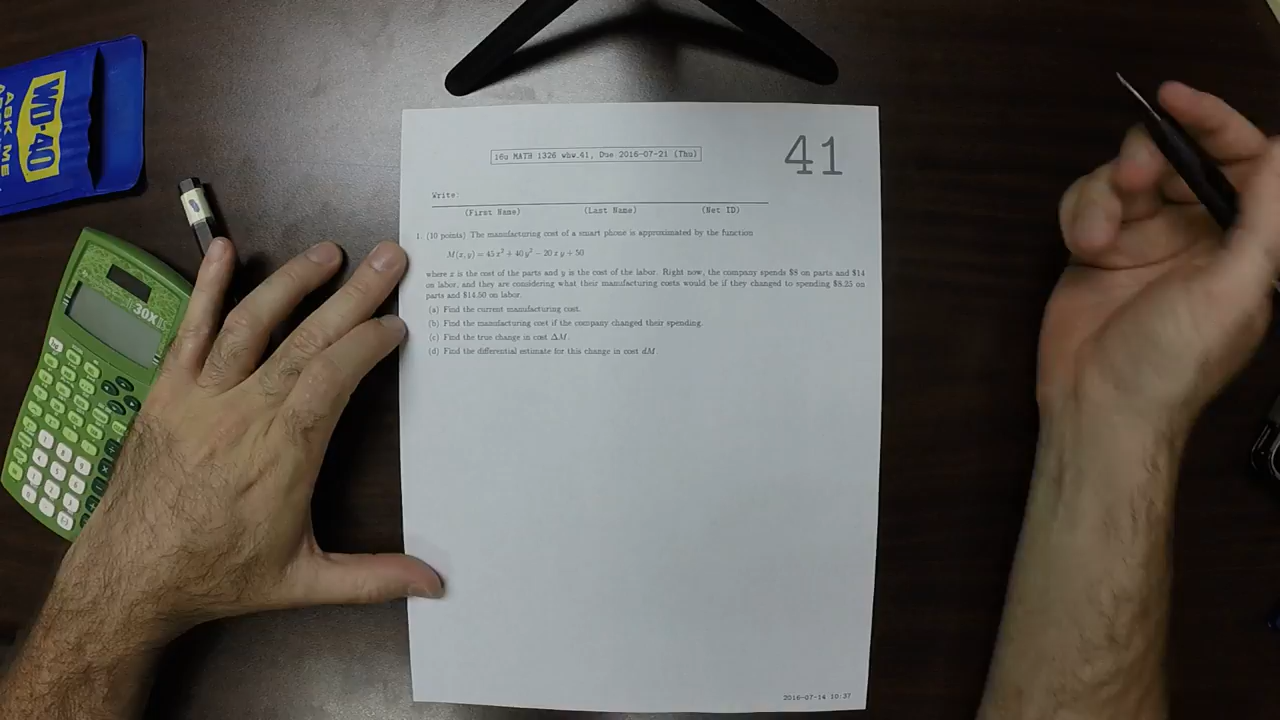 WD-40
ASK ME
30X
41
16u MATH 1326 wbw.41, Due 2016-07-21 (Thu)
Write:
(First Name) (Last Name) (Net ID)
1. (10 points) The manufacturing cost of a smart phone is approximated by the function
M(x, y) = 45x² + 40y² − 20xy + 50
where x is the cost of the parts and y is the cost of the labor. Right now, the company spends $8 on parts and $14
on labor, and they are considering what their manufacturing costs would be if they changed to spending $8.25 on
parts and $14.50 on labor.
(a) Find the current manufacturing cost.
(b) Find the manufacturing cost if the company changed their spending.
(c) Find the true change in cost ΔM.
(d) Find the differential estimate for this change in cost dM.
2016-07-14 10:37